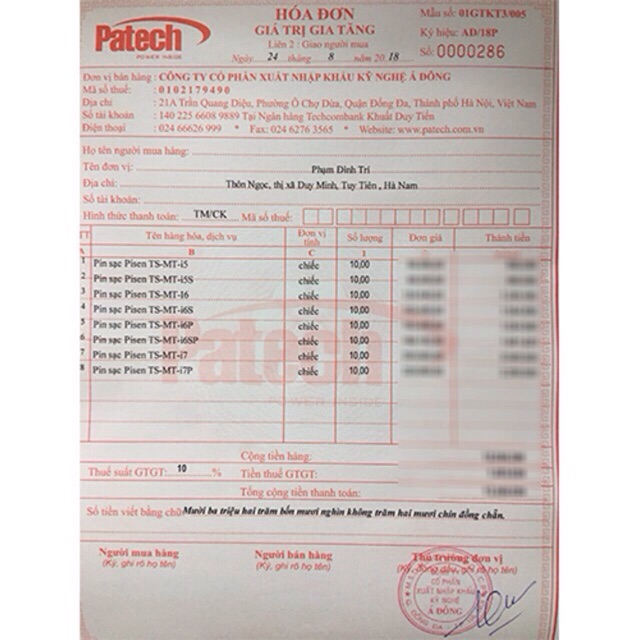 Patech
POWER INSIDE
HÓA ĐƠN
GIÁ TRỊ GIA TĂNG
Liên 2 : Giao người mua
Ngày 24 tháng 8 năm 2018
Mẫu số: 01GTKT3/005
Ký hiệu: AD/18P
Số: 0000286
Đơn vị bán hàng: CÔNG TY CỔ PHẦN XUẤT NHẬP KHẨU KỸ NGHỆ Á ĐÔNG
Mã số thuế: 0102179490
Địa chỉ : 21A Trần Quang Diệu, Phường Ô Chợ Dừa, Quận Đống Đa, Thành phố Hà Nội, Việt Nam
Số tài khoản : 140 225 6608 9889 Tại Ngân hàng Techcombank Khuất Duy Tiến
Điện thoại : 024 66626 999 * Fax: 024 6276 3565 * Website: www.patech.com.vn
Họ tên người mua hàng:
Tên đơn vị: Phạm Đình Trí
Địa chỉ: Thôn Ngọc, thị xã Duy Minh, Tuy Tiên , Hà Nam
Số tài khoản:
Hình thức thanh toán: TM/CK Mã số thuế:
TT Tên hàng hóa, dịch vụ Đơn vị tính Số lượng Đơn giá Thành tiền
A B C 1
1 Pin sạc Pisen TS-MT-i5 chiếc 10,00
2 Pin sạc Pisen TS-MT-i5S chiếc 10,00
3 Pin sạc Pisen TS-MT-I6 chiếc 10,00
4 Pin sạc Pisen TS-MT-i6S chiếc 10,00
5 Pin sạc Pisen TS-MT-i6P chiếc 10,00
6 Pin sạc Pisen TS-MT-i6SP chiếc 10,00
7 Pin sạc Pisen TS-MT-i7 chiếc 10,00
8 Pin sạc Pisen TS-MT-i7P chiếc 10,00
Patech
POWER INSIDE
Cộng tiền hàng:
Thuế suất GTGT: 10 % Tiền thuế GTGT:
Tổng cộng tiền thanh toán:
Số tiền viết bằng chữ: Mười ba triệu hai trăm bốn mươi nghìn không trăm hai mươi chín đồng chẵn.
Người mua hàng
(Ký, ghi rõ họ tên)
Người bán hàng
(Ký, ghi rõ họ tên)
Thủ trưởng đơn vị
(Ký, đóng dấu, ghi rõ họ tên)
CỔ PHẦN
XUẤT NHẬP KHẨU
KỸ NGHỆ
Á ĐÔNG